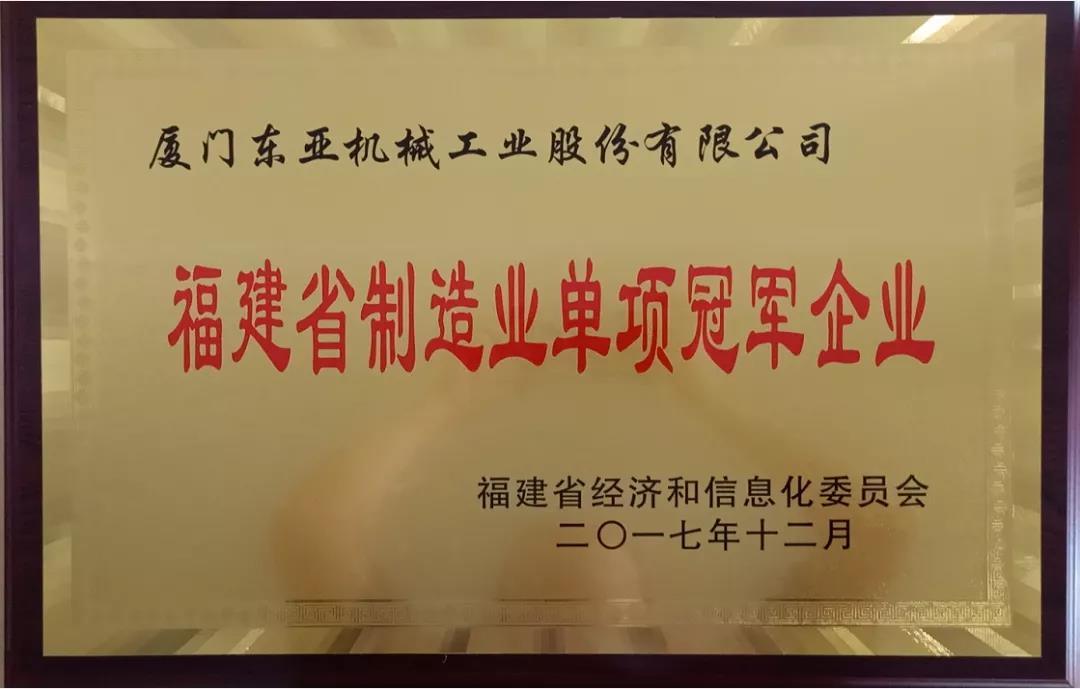 厦门东亚机械工业股份有限公司
福建省制造业单项冠军企业
福建省经济和信息化委员会
二〇一七年十二月